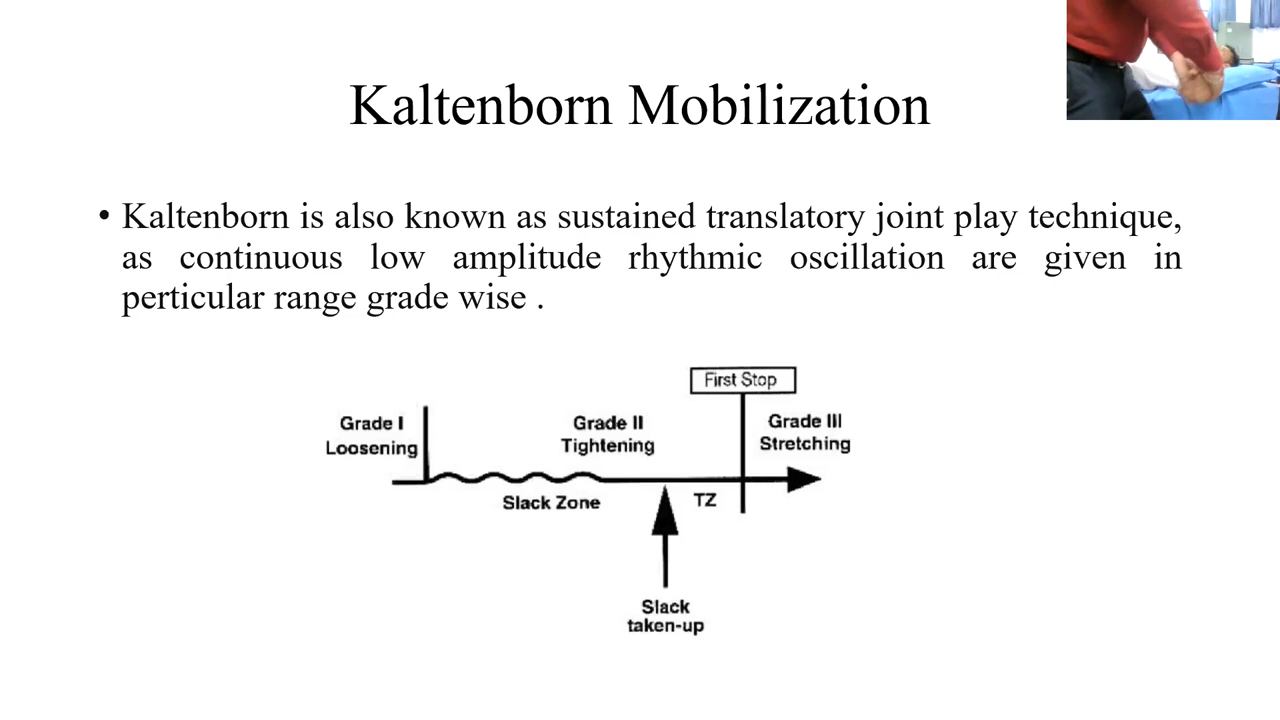 Kaltenborn Mobilization
• Kaltenborn is also known as sustained translatory joint play technique,
as continuous low amplitude rhythmic oscillation are given in
perticular range grade wise .
First Stop
Grade I
Loosening
Grade II
Tightening
Grade III
Stretching
Slack Zone
TZ
Slack
taken-up